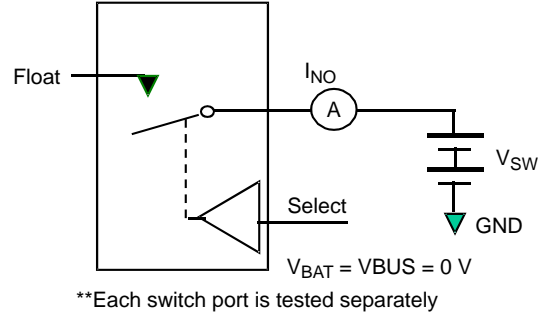 Float
I_NO
A
V_SW
Select
GND
V_BAT = VBUS = 0 V
**Each switch port is tested separately